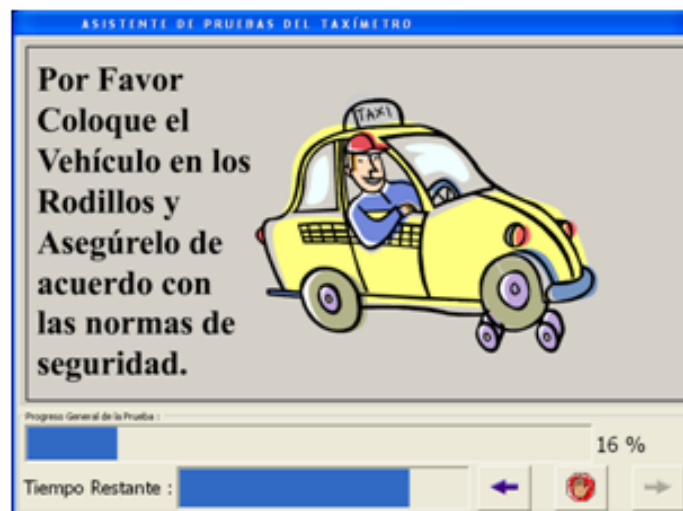 ASISTENTE DE PRUEBAS DEL TAXÍMETRO
Por Favor
Coloque el
Vehículo en los
Rodillos y
Asegúrelo de
acuerdo con
las normas de
seguridad.
TAXI
Progreso General de la Prueba :
16 %
Tiempo Restante :